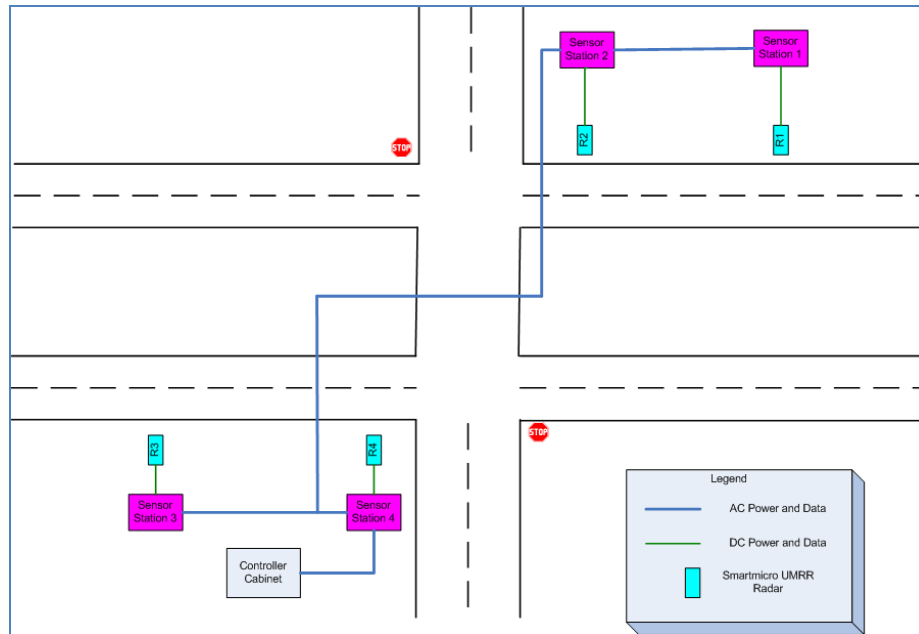 Sensor
Station 2
Sensor
Station 1
R2
R1
STOP
R3
R4
STOP
Sensor
Station 3
Sensor
Station 4
Controller
Cabinet
Legend
AC Power and Data
DC Power and Data
Smartmicro UMRR
Radar